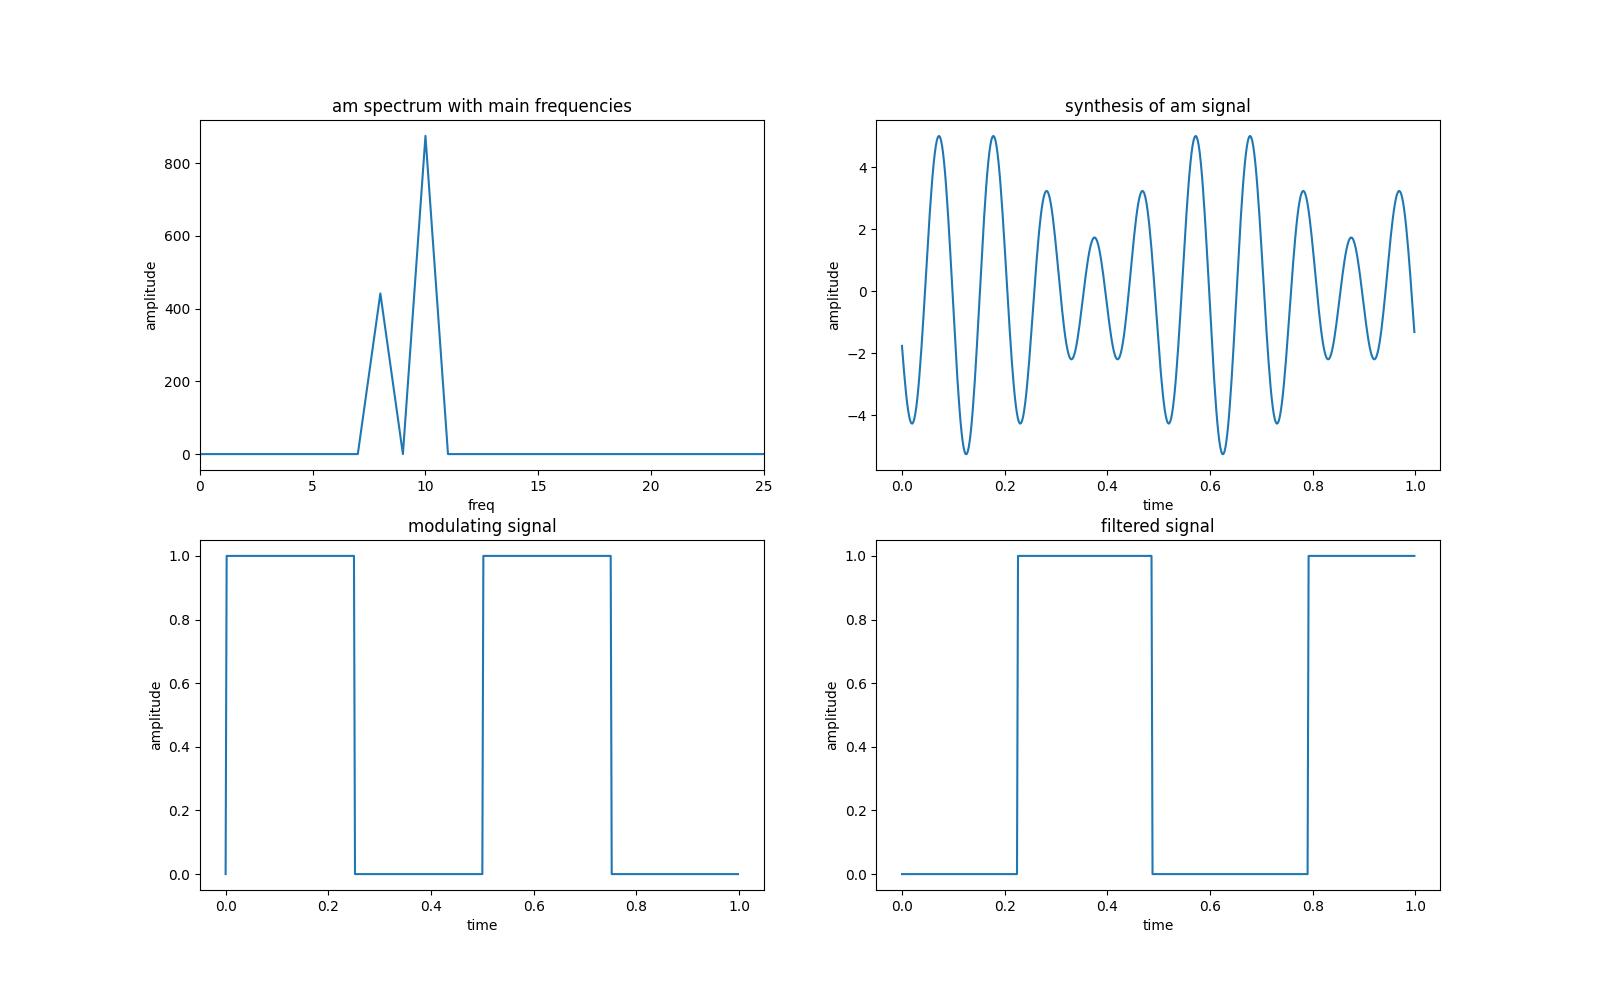 am spectrum with main frequencies
amplitude
800
600
400
200
0
0 5 10 15 20 25
freq
synthesis of am signal
amplitude
4
2
0
−2
−4
0.0 0.2 0.4 0.6 0.8 1.0
time
modulating signal
amplitude
1.0
0.8
0.6
0.4
0.2
0.0
0.0 0.2 0.4 0.6 0.8 1.0
time
filtered signal
amplitude
1.0
0.8
0.6
0.4
0.2
0.0
0.0 0.2 0.4 0.6 0.8 1.0
time